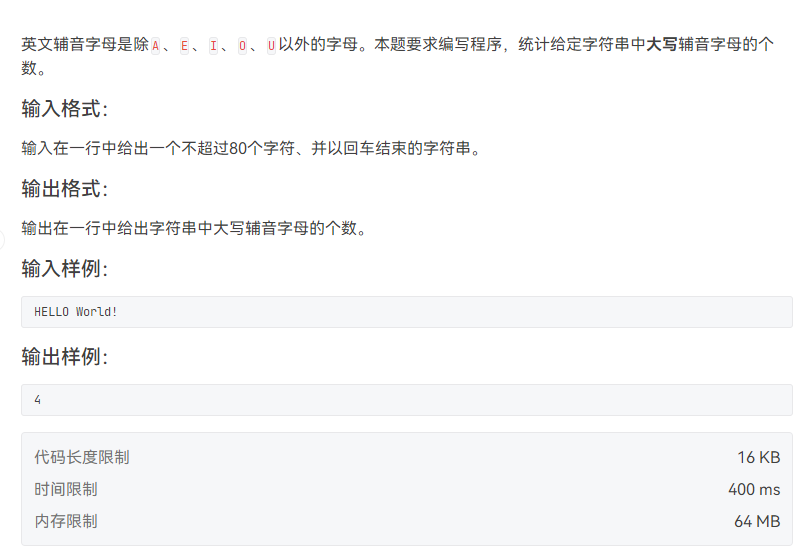 英文辅音字母是除A、E、I、O、U以外的字母。本题要求编写程序，统计给定字符串中大写辅音字母的个
数。
输入格式：
输入在一行中给出一个不超过80个字符、并以回车结束的字符串。
输出格式：
输出在一行中给出字符串中大写辅音字母的个数。
输入样例：
HELLO World!
输出样例：
4
代码长度限制 16 KB
时间限制 400 ms
内存限制 64 MB